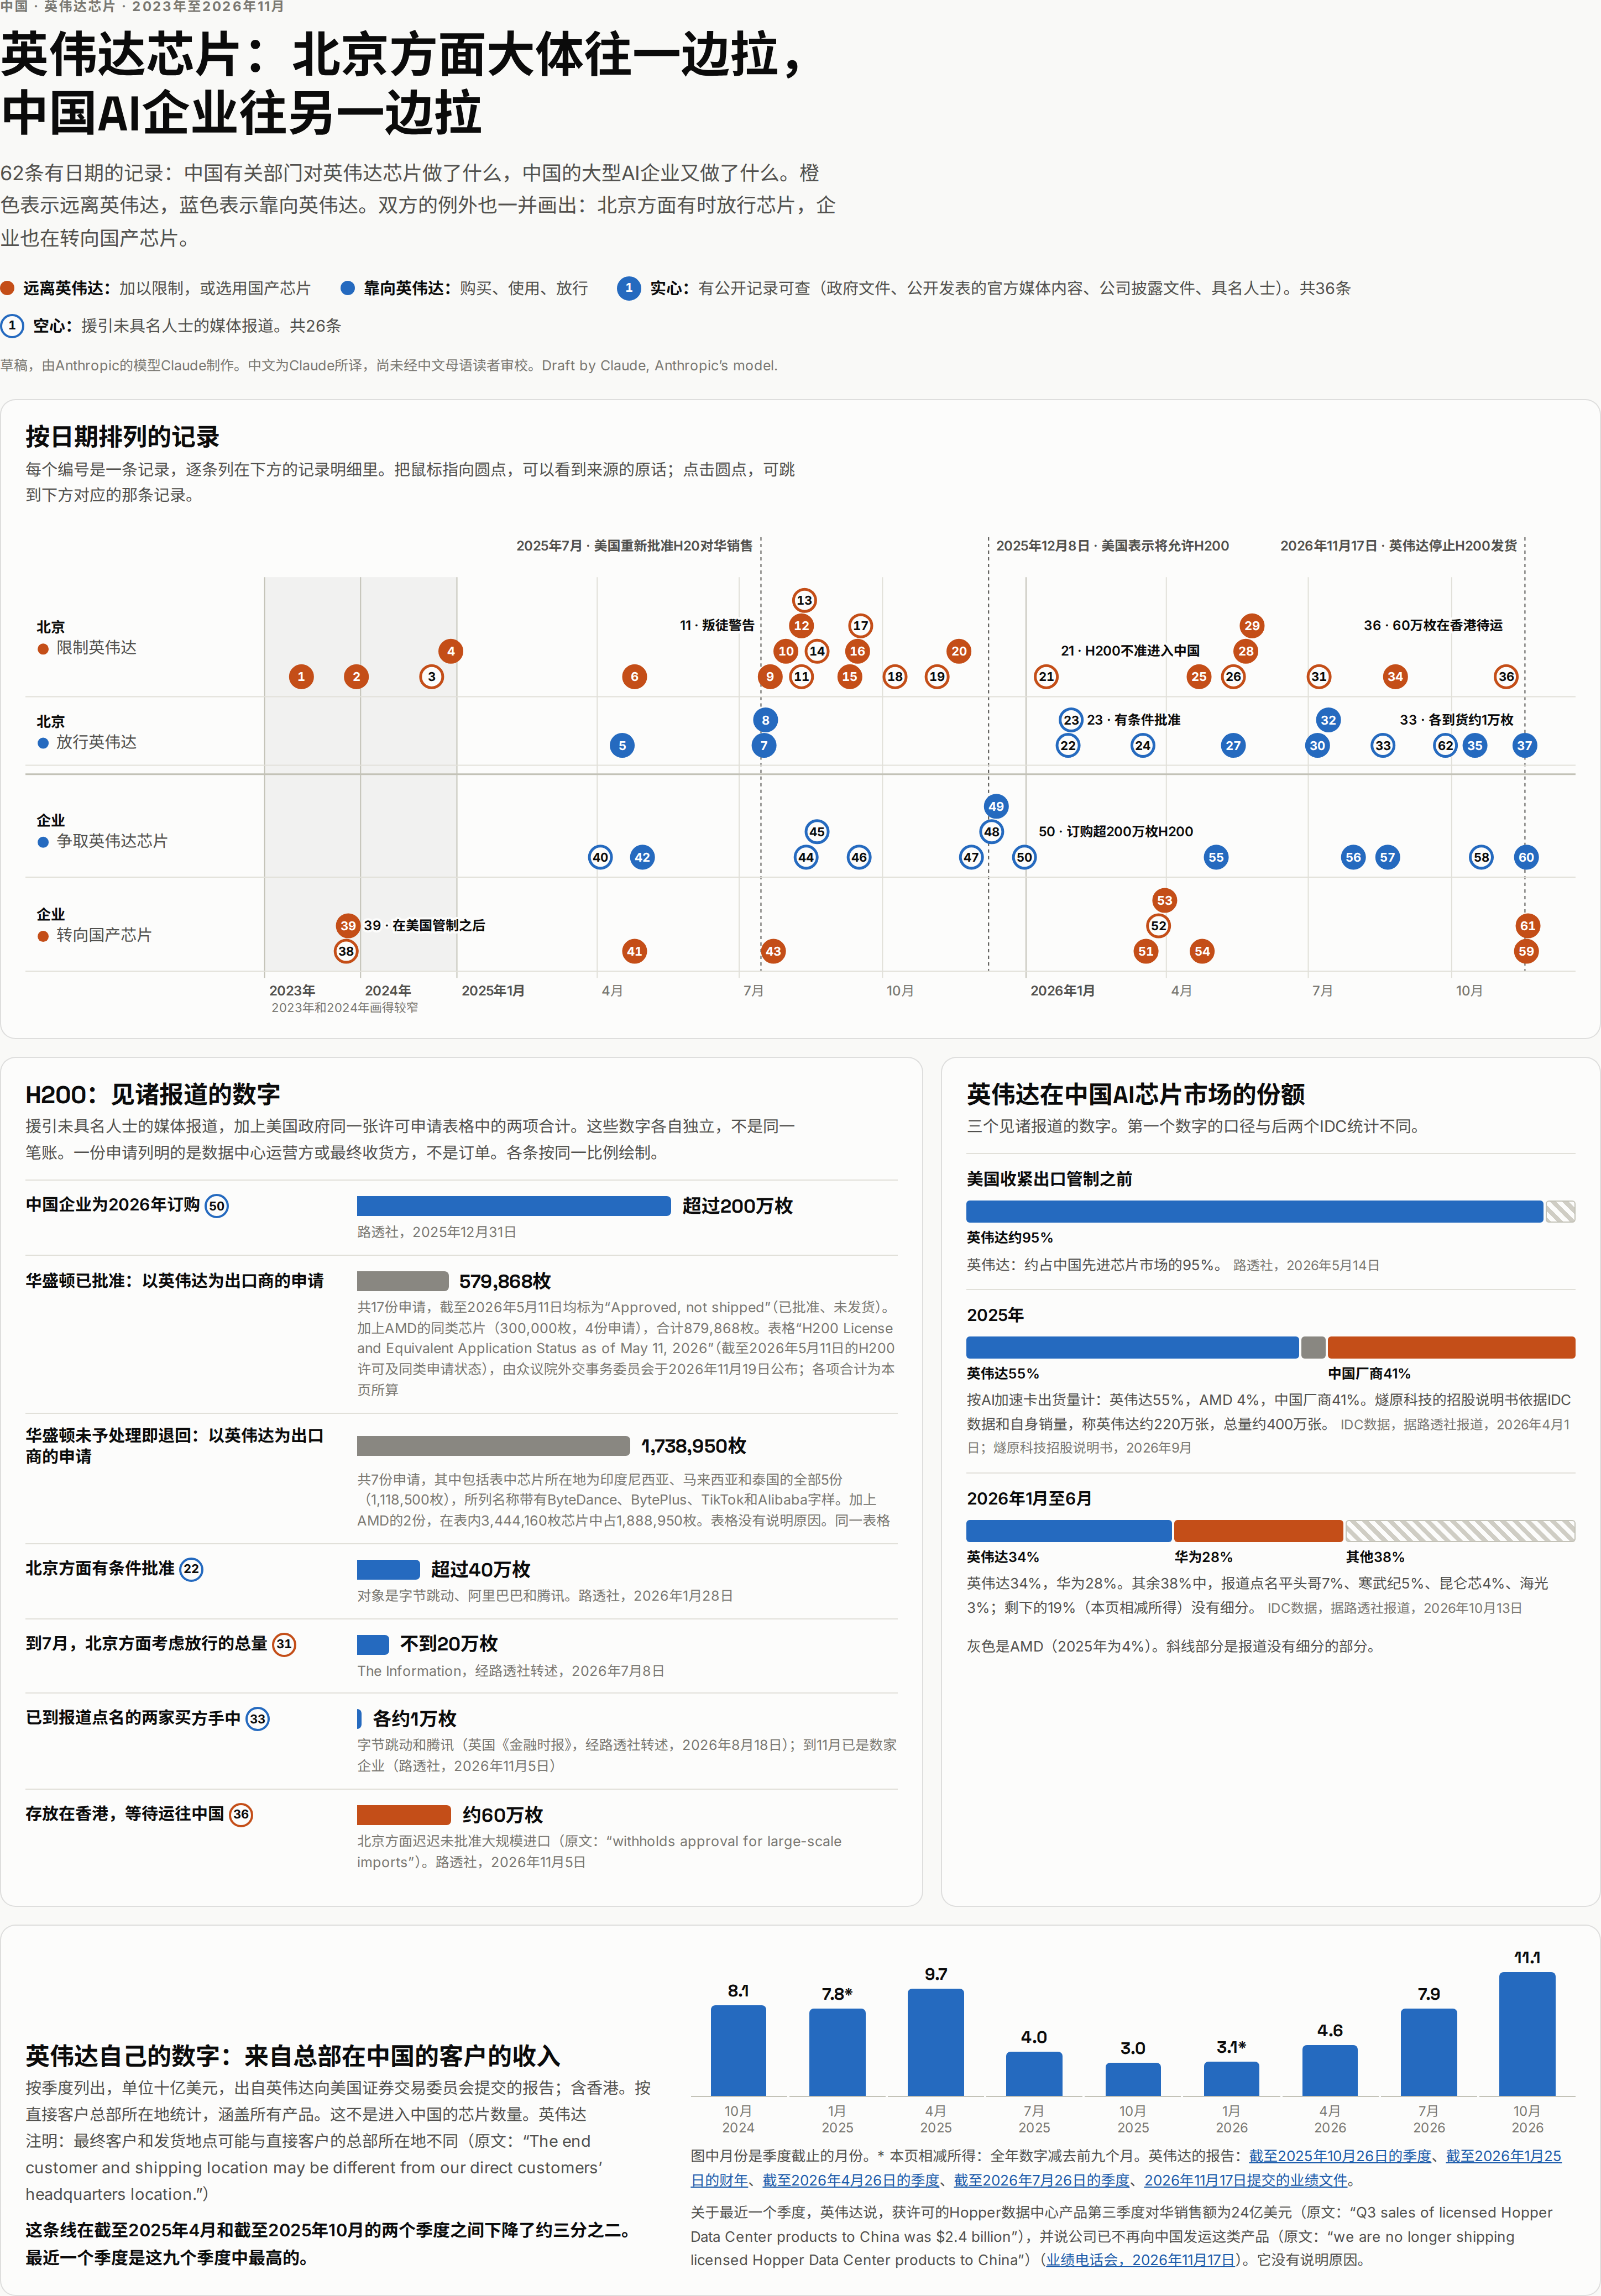 中国 · 英伟达芯片 · 2023年至2026年11月
英伟达芯片：北京方面大体往一边拉，
中国AI企业往另一边拉
62条有日期的记录：中国有关部门对英伟达芯片做了什么，中国的大型AI企业又做了什么。橙
色表示远离英伟达，蓝色表示靠向英伟达。双方的例外也一并画出：北京方面有时放行芯片，企
业也在转向国产芯片。
远离英伟达：加以限制，或选用国产芯片
靠向英伟达：购买、使用、放行
1 实心：有公开记录可查（政府文件、公开发表的官方媒体内容、公司披露文件、具名人士）。共36条
1 空心：援引未具名人士的媒体报道。共26条
草稿，由Anthropic的模型Claude制作。中文为Claude所译，尚未经中文母语读者审校。Draft by Claude, Anthropic’s model.
按日期排列的记录
每个编号是一条记录，逐条列在下方的记录明细里。把鼠标指向圆点，可以看到来源的原话；点击圆点，可跳
到下方对应的那条记录。
2025年7月 · 美国重新批准H20对华销售
2025年12月8日 · 美国表示将允许H200
2026年11月17日 · 英伟达停止H200发货
北京
限制英伟达
13
11 · 叛徒警告
12
17
29
36 · 60万枚在香港待运
4
10
14
16
20
21 · H200不准进入中国
28
1
2
3
6
9
11
15
18
19
21
25
26
31
34
36
北京
放行英伟达
8
23
23 · 有条件批准
32
33 · 各到货约1万枚
5
7
22
24
27
30
33
62
35
37
企业
争取英伟达芯片
49
45
48
50 · 订购超200万枚H200
40
42
44
46
47
50
55
56
57
58
60
企业
转向国产芯片
53
39
39 · 在美国管制之后
52
61
38
41
43
51
54
59
2023年
2024年
2025年1月
4月
7月
10月
2026年1月
4月
7月
10月
2023年和2024年画得较窄
H200：见诸报道的数字
援引未具名人士的媒体报道，加上美国政府同一张许可申请表格中的两项合计。这些数字各自独立，不是同一
笔账。一份申请列明的是数据中心运营方或最终收货方，不是订单。各条按同一比例绘制。
中国企业为2026年订购 50
超过200万枚
路透社，2025年12月31日
华盛顿已批准：以英伟达为出口商的申请
579,868枚
共17份申请，截至2026年5月11日均标为“Approved, not shipped”（已批准、未发货）。
加上AMD的同类芯片（300,000枚，4份申请），合计879,868枚。表格“H200 License
and Equivalent Application Status as of May 11, 2026”（截至2026年5月11日的H200
许可及同类申请状态），由众议院外交事务委员会于2026年11月19日公布；各项合计为本
页所算
华盛顿未予处理即退回：以英伟达为出口
商的申请
1,738,950枚
共7份申请，其中包括表中芯片所在地为印度尼西亚、马来西亚和泰国的全部5份
（1,118,500枚），所列名称带有ByteDance、BytePlus、TikTok和Alibaba字样。加上
AMD的2份，在表内3,444,160枚芯片中占1,888,950枚。表格没有说明原因。同一表格
北京方面有条件批准 22
超过40万枚
对象是字节跳动、阿里巴巴和腾讯。路透社，2026年1月28日
到7月，北京方面考虑放行的总量 31
不到20万枚
The Information，经路透社转述，2026年7月8日
已到报道点名的两家买方手中 33
各约1万枚
字节跳动和腾讯（英国《金融时报》，经路透社转述，2026年8月18日）；到11月已是数家
企业（路透社，2026年11月5日）
存放在香港，等待运往中国 36
约60万枚
北京方面迟迟未批准大规模进口（原文：“withholds approval for large-scale
imports”）。路透社，2026年11月5日
英伟达在中国AI芯片市场的份额
三个见诸报道的数字。第一个数字的口径与后两个IDC统计不同。
美国收紧出口管制之前
英伟达约95%
英伟达：约占中国先进芯片市场的95%。 路透社，2026年5月14日
2025年
英伟达55%
中国厂商41%
按AI加速卡出货量计：英伟达55%，AMD 4%，中国厂商41%。燧原科技的招股说明书依据IDC
数据和自身销量，称英伟达约220万张，总量约400万张。 IDC数据，据路透社报道，2026年4月1
日；燧原科技招股说明书，2026年9月
2026年1月至6月
英伟达34%
华为28%
其他38%
英伟达34%，华为28%。其余38%中，报道点名平头哥7%、寒武纪5%、昆仑芯4%、海光
3%；剩下的19%（本页相减所得）没有细分。 IDC数据，据路透社报道，2026年10月13日
灰色是AMD（2025年为4%）。斜线部分是报道没有细分的部分。
英伟达自己的数字：来自总部在中国的客户的收入
按季度列出，单位十亿美元，出自英伟达向美国证券交易委员会提交的报告；含香港。按
直接客户总部所在地统计，涵盖所有产品。这不是进入中国的芯片数量。英伟达
注明：最终客户和发货地点可能与直接客户的总部所在地不同（原文：“The end
customer and shipping location may be different from our direct customers’
headquarters location.”）
这条线在截至2025年4月和截至2025年10月的两个季度之间下降了约三分之二。
最近一个季度是这九个季度中最高的。
8.1
7.8*
9.7
4.0
3.0
3.1*
4.6
7.9
11.1
10月
2024
1月
2025
4月
2025
7月
2025
10月
2025
1月
2026
4月
2026
7月
2026
10月
2026
图中月份是季度截止的月份。* 本页相减所得：全年数字减去前九个月。英伟达的报告：截至2025年10月26日的季度、截至2026年1月25
日的财年、截至2026年4月26日的季度、截至2026年7月26日的季度、2026年11月17日提交的业绩文件。
关于最近一个季度，英伟达说，获许可的Hopper数据中心产品第三季度对华销售额为24亿美元（原文：“Q3 sales of licensed Hopper
Data Center products to China was $2.4 billion”），并说公司已不再向中国发运这类产品（原文：“we are no longer shipping
licensed Hopper Data Center products to China”）（业绩电话会，2026年11月17日）。它没有说明原因。